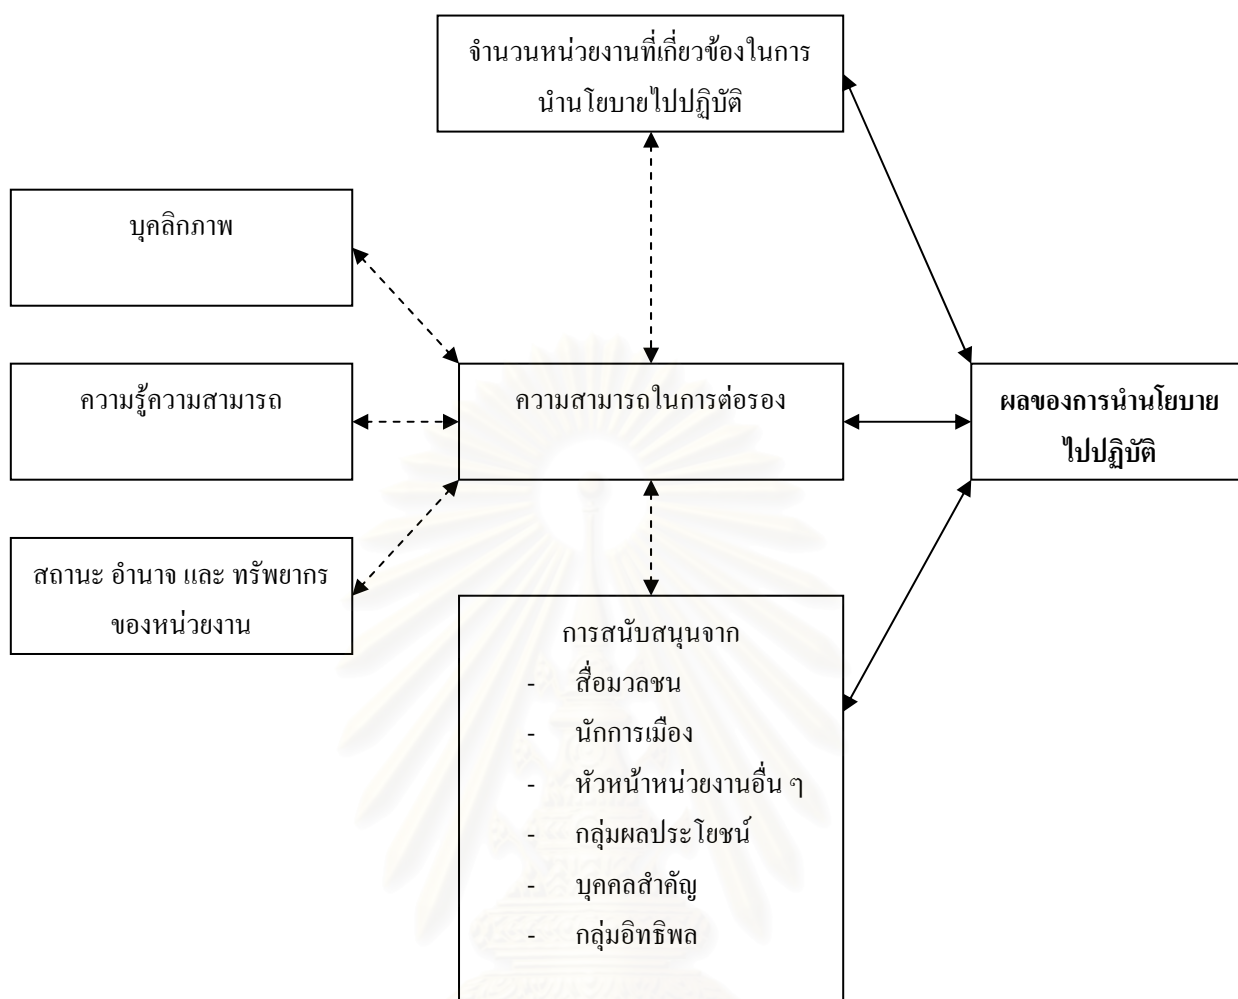 จำนวนหน่วยงานที่เกี่ยวข้องในการ
นำนโยบายไปปฏิบัติ
บุคลิกภาพ
ความรู้ความสามารถ
ความสามารถในการต่อรอง
ผลของการนำนโยบาย
ไปปฏิบัติ
สถานะ อำนาจ และ ทรัพยากร
ของหน่วยงาน
การสนับสนุนจาก
- สื่อมวลชน
- นักการเมือง
- หัวหน้าหน่วยงานอื่น ๆ
- กลุ่มผลประโยชน์
- บุคคลสำคัญ
- กลุ่มอิทธิพล